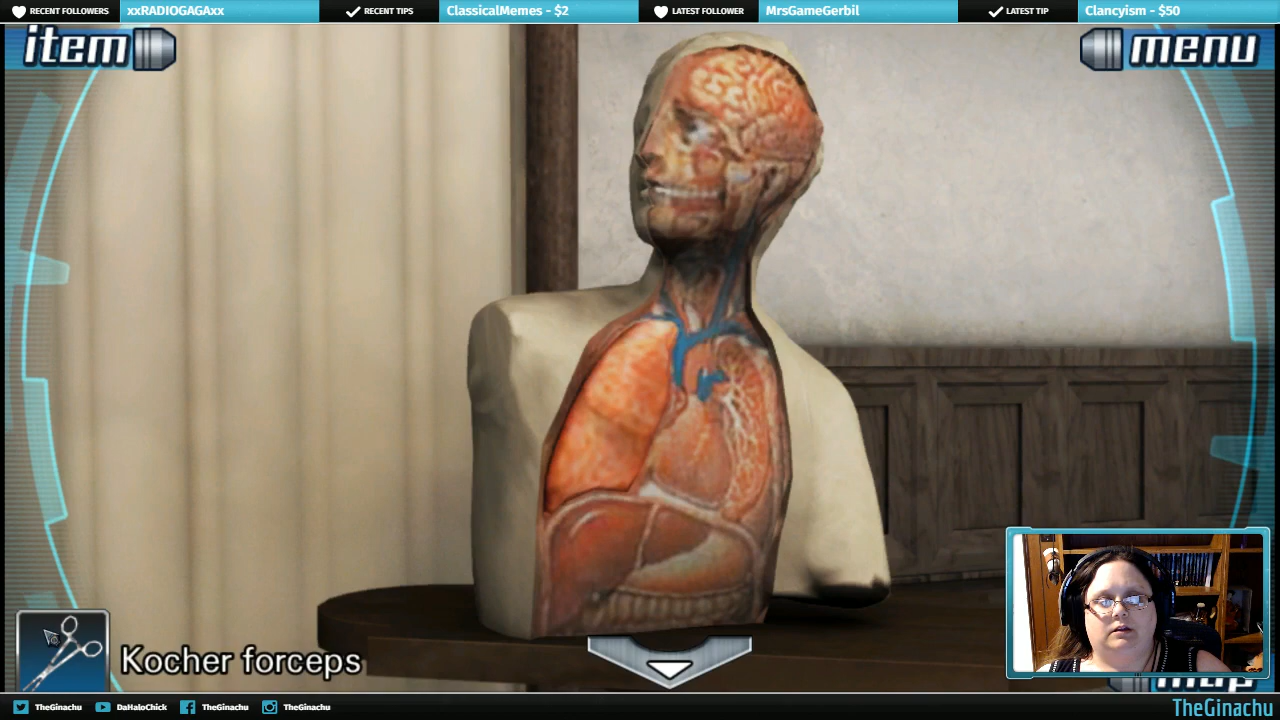 RECENT FOLLOWERS xxRADIOGAGAxx RECENT TIPS ClassicalMemes - $2 LATEST FOLLOWER MrsGameGerbil LATEST TIP Clancyism - $50
item menu
Kocher forceps
map
TheGinachu DaHaloChick TheGinachu TheGinachu TheGinachu